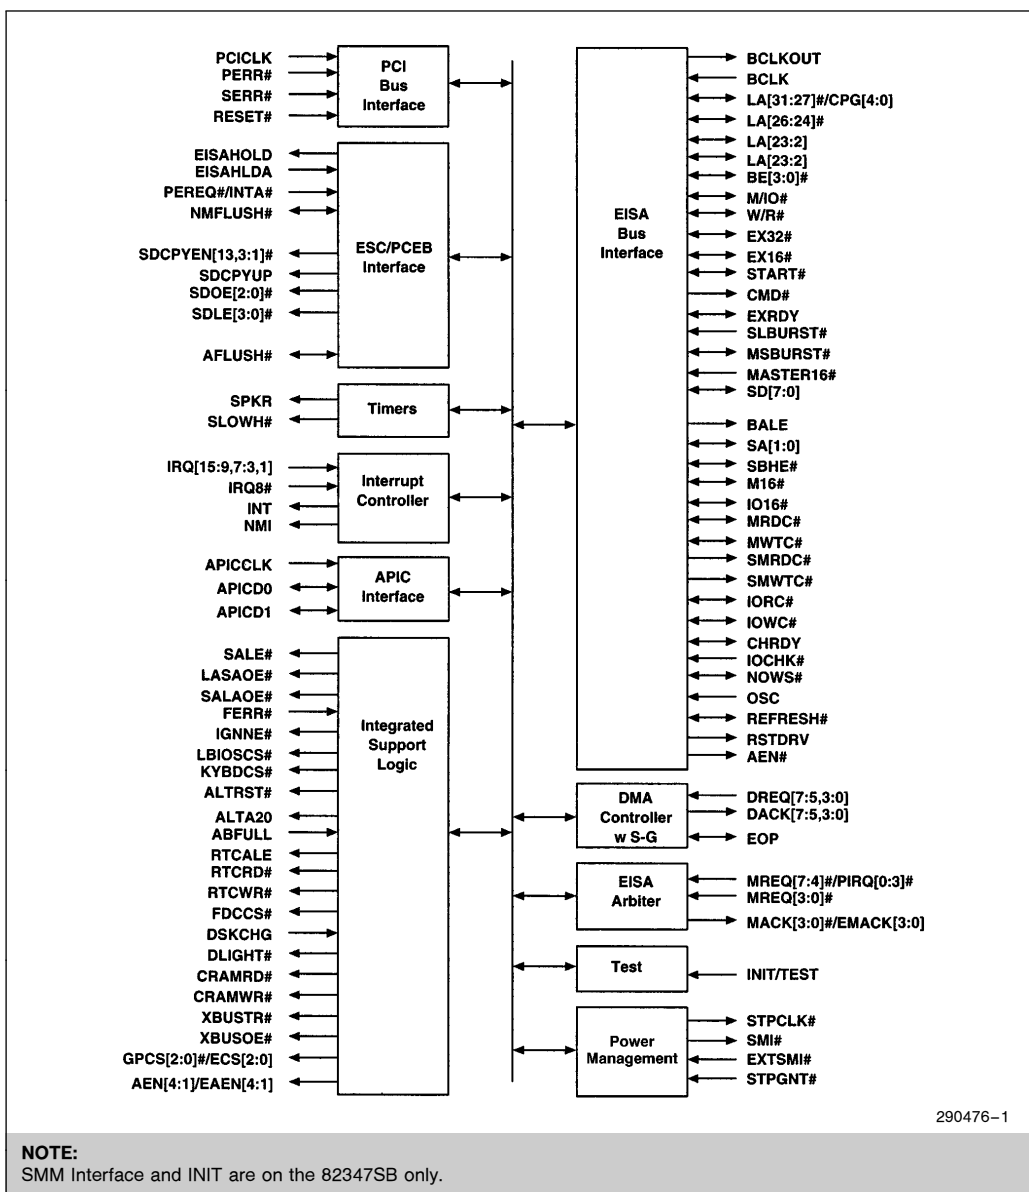 PCICLK
PERR#
SERR#
RESET#
PCI
Bus
Interface
EISAHOLD
EISAHLDA
PEREQ#/INTA#
NMFLUSH#
SDCPYEN[13,3:1]#
SDCPYUP
SDOE[2:0]#
SDLE[3:0]#
AFLUSH#
ESC/PCEB
Interface
SPKR
SLOWH#
Timers
IRQ[15:9,7:3,1]
IRQ8#
INT
NMI
Interrupt
Controller
APICCLK
APICD0
APICD1
APIC
Interface
SALE#
LASAOE#
SALAOE#
FERR#
IGNNE#
LBIOSCS#
KYBDCS#
ALTRST#
ALTA20
ABFULL
RTCALE
RTCRD#
RTCWR#
FDCCS#
DSKCHG
DLIGHT#
CRAMRD#
CRAMWR#
XBUSTR#
XBUSOE#
GPCS[2:0]#/ECS[2:0]
AEN[4:1]/EAEN[4:1]
Integrated
Support
Logic
EISA
Bus
Interface
BCLKOUT
BCLK
LA[31:27]#/CPG[4:0]
LA[26:24]#
LA[23:2]
LA[23:2]
BE[3:0]#
M/IO#
W/R#
EX32#
EX16#
START#
CMD#
EXRDY
SLBURST#
MSBURST#
MASTER16#
SD[7:0]
BALE
SA[1:0]
SBHE#
M16#
IO16#
MRDC#
MWTC#
SMRDC#
SMWTC#
IORC#
IOWC#
CHRDY
IOCHK#
NOWS#
OSC
REFRESH#
RSTDRV
AEN#
DMA
Controller
w S-G
DREQ[7:5,3:0]
DACK[7:5,3:0]
EOP
EISA
Arbiter
MREQ[7:4]#/PIRQ[0:3]#
MREQ[3:0]#
MACK[3:0]#/EMACK[3:0]
Test
INIT/TEST
Power
Management
STPCLK#
SMI#
EXTSMI#
STPGNT#
290476–1
NOTE:
SMM Interface and INIT are on the 82347SB only.